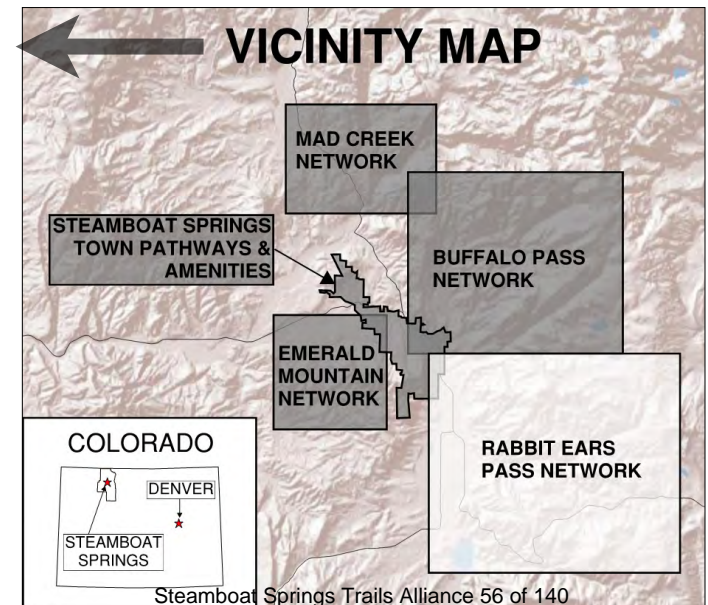 VICINITY MAP
MAD CREEK
NETWORK
STEAMBOAT SPRINGS
TOWN PATHWAYS &
AMENITIES
BUFFALO PASS
NETWORK
EMERALD
MOUNTAIN
NETWORK
RABBIT EARS
PASS NETWORK
COLORADO
DENVER
STEAMBOAT
SPRINGS
Steamboat Springs Trails Alliance 56 of 140